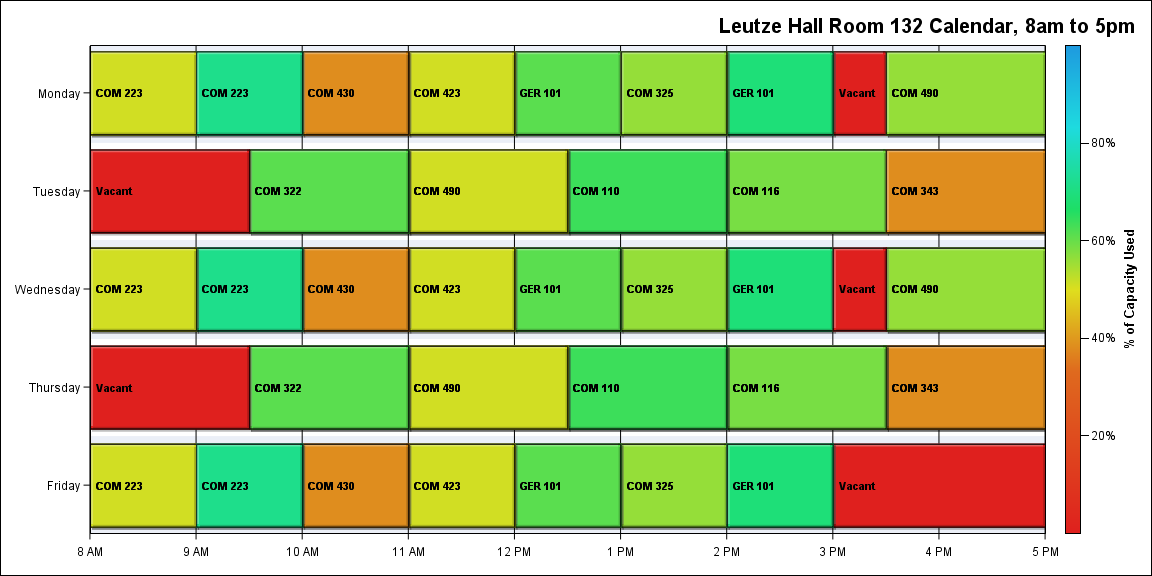 Leutze Hall Room 132 Calendar, 8am to 5pm
Monday
COM 223
COM 223
COM 430
COM 423
GER 101
COM 325
GER 101
Vacant
COM 490
Tuesday
Vacant
COM 322
COM 490
COM 110
COM 116
COM 343
Wednesday
COM 223
COM 223
COM 430
COM 423
GER 101
COM 325
GER 101
Vacant
COM 490
Thursday
Vacant
COM 322
COM 490
COM 110
COM 116
COM 343
Friday
COM 223
COM 223
COM 430
COM 423
GER 101
COM 325
GER 101
Vacant
8 AM
9 AM
10 AM
11 AM
12 PM
1 PM
2 PM
3 PM
4 PM
5 PM
80%
60%
40%
20%
% of Capacity Used